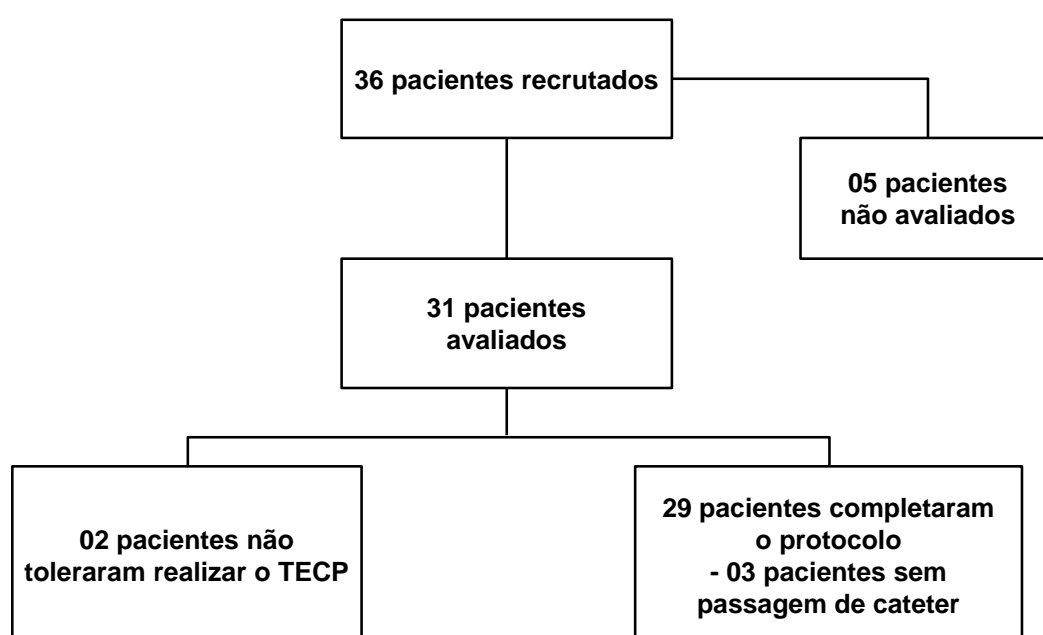 36 pacientes recrutados
05 pacientes
não avaliados
31 pacientes
avaliados
02 pacientes não
toleraram realizar o TECP
29 pacientes completaram
o protocolo
- 03 pacientes sem
passagem de cateter